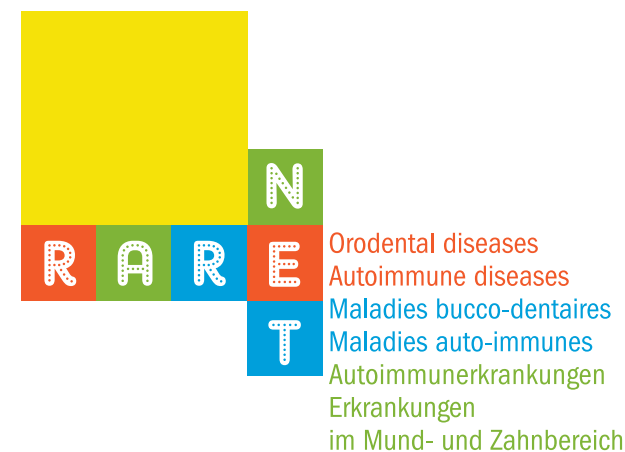 N
RARE
T
Orodental diseases
Autoimmune diseases
Maladies bucco-dentaires
Maladies auto-immunes
Autoimmunerkrankungen
Erkrankungen
im Mund- und Zahnbereich